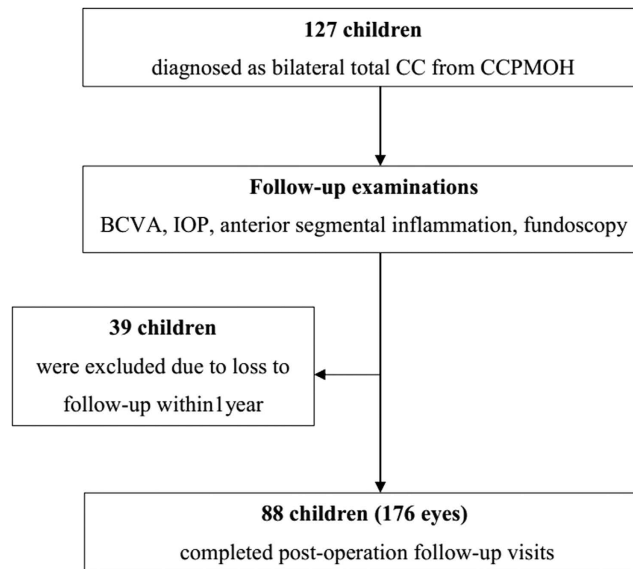 127 children
diagnosed as bilateral total CC from CCPMOH
Follow-up examinations
BCVA, IOP, anterior segmental inflammation, fundoscopy
39 children
were excluded due to loss to
follow-up within1year
88 children (176 eyes)
completed post-operation follow-up visits